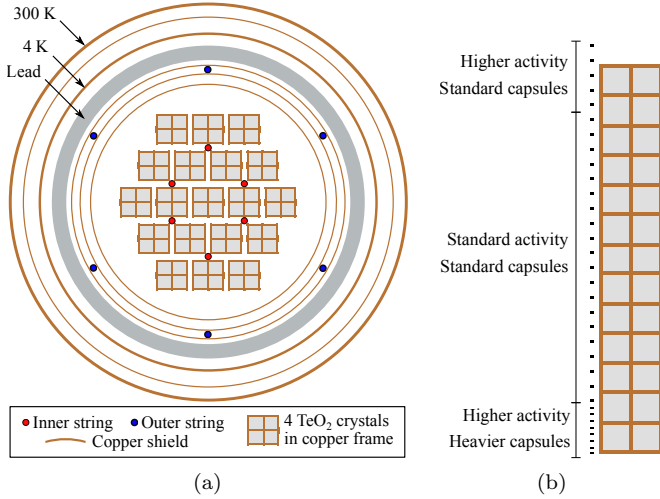 300 K
4 K
Lead
Inner string
Outer string
Copper shield
4 TeO₂ crystals
in copper frame
(a)
Higher activity
Standard capsules
Standard activity
Standard capsules
Higher activity
Heavier capsules
(b)